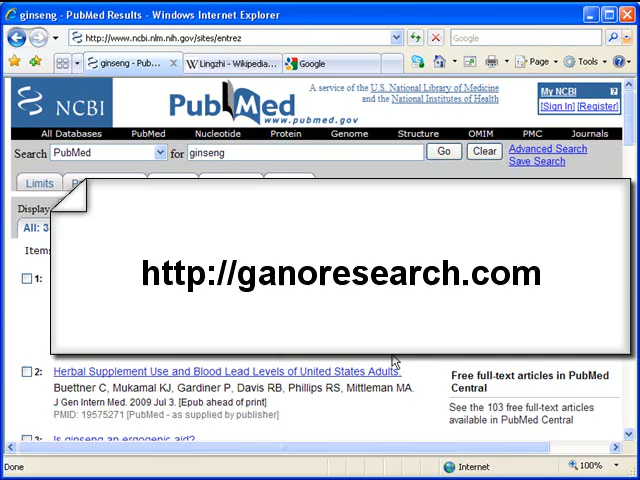 ginseng - PubMed Results - Windows Internet Explorer
http://www.ncbi.nlm.nih.gov/sites/entrez
Google
ginseng - Pub...
Lingzhi - Wikipedia...
Google
Page
Tools
NCBI
PubMed
www.pubmed.gov
A service of the U.S. National Library of Medicine
and the National Institutes of Health
My NCBI
[Sign In] [Register]
All Databases PubMed Nucleotide Protein Genome Structure OMIM PMC Journals
Search PubMed for ginseng Go Clear
Advanced Search
Save Search
Limits
Display
All: 3
Items
1:
http://ganoresearch.com
2:
Herbal Supplement Use and Blood Lead Levels of United States Adults.
Buettner C, Mukamal KJ, Gardiner P, Davis RB, Phillips RS, Mittleman MA.
J Gen Intern Med. 2009 Jul 3. [Epub ahead of print]
PMID: 19575271 [PubMed - as supplied by publisher]
Free full-text articles in PubMed
Central
See the 103 free full-text articles
available in PubMed Central
3:
Is ginseng an ergogenic aid?
Done
Internet
100%